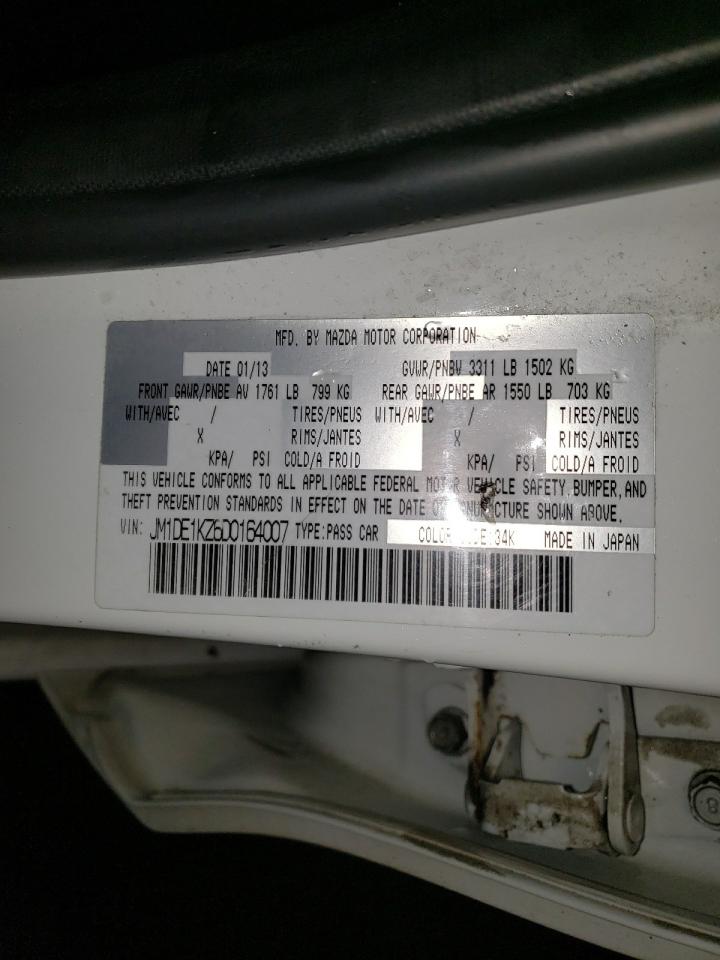 MFD. BY MAZDA MOTOR CORPORATION
DATE 01/13 GVWR/PNBV 3311 LB 1502 KG
FRONT GAWR/PNBE AV 1761 LB 799 KG REAR GAWR/PNBE AR 1550 LB 703 KG
WITH/AVEC / TIRES/PNEUS WITH/AVEC / TIRES/PNEUS
X RIMS/JANTES X RIMS/JANTES
KPA/ PSI COLD/A FROID KPA/ PSI COLD/A FROID
THIS VEHICLE CONFORMS TO ALL APPLICABLE FEDERAL MOTOR VEHICLE SAFETY, BUMPER, AND
THEFT PREVENTION STANDARDS IN EFFECT ON THE DATE OF MANUFACTURE SHOWN ABOVE.
VIN: JM1DE1KZ6D0164007 TYPE: PASS CAR 34K MADE IN JAPAN
8